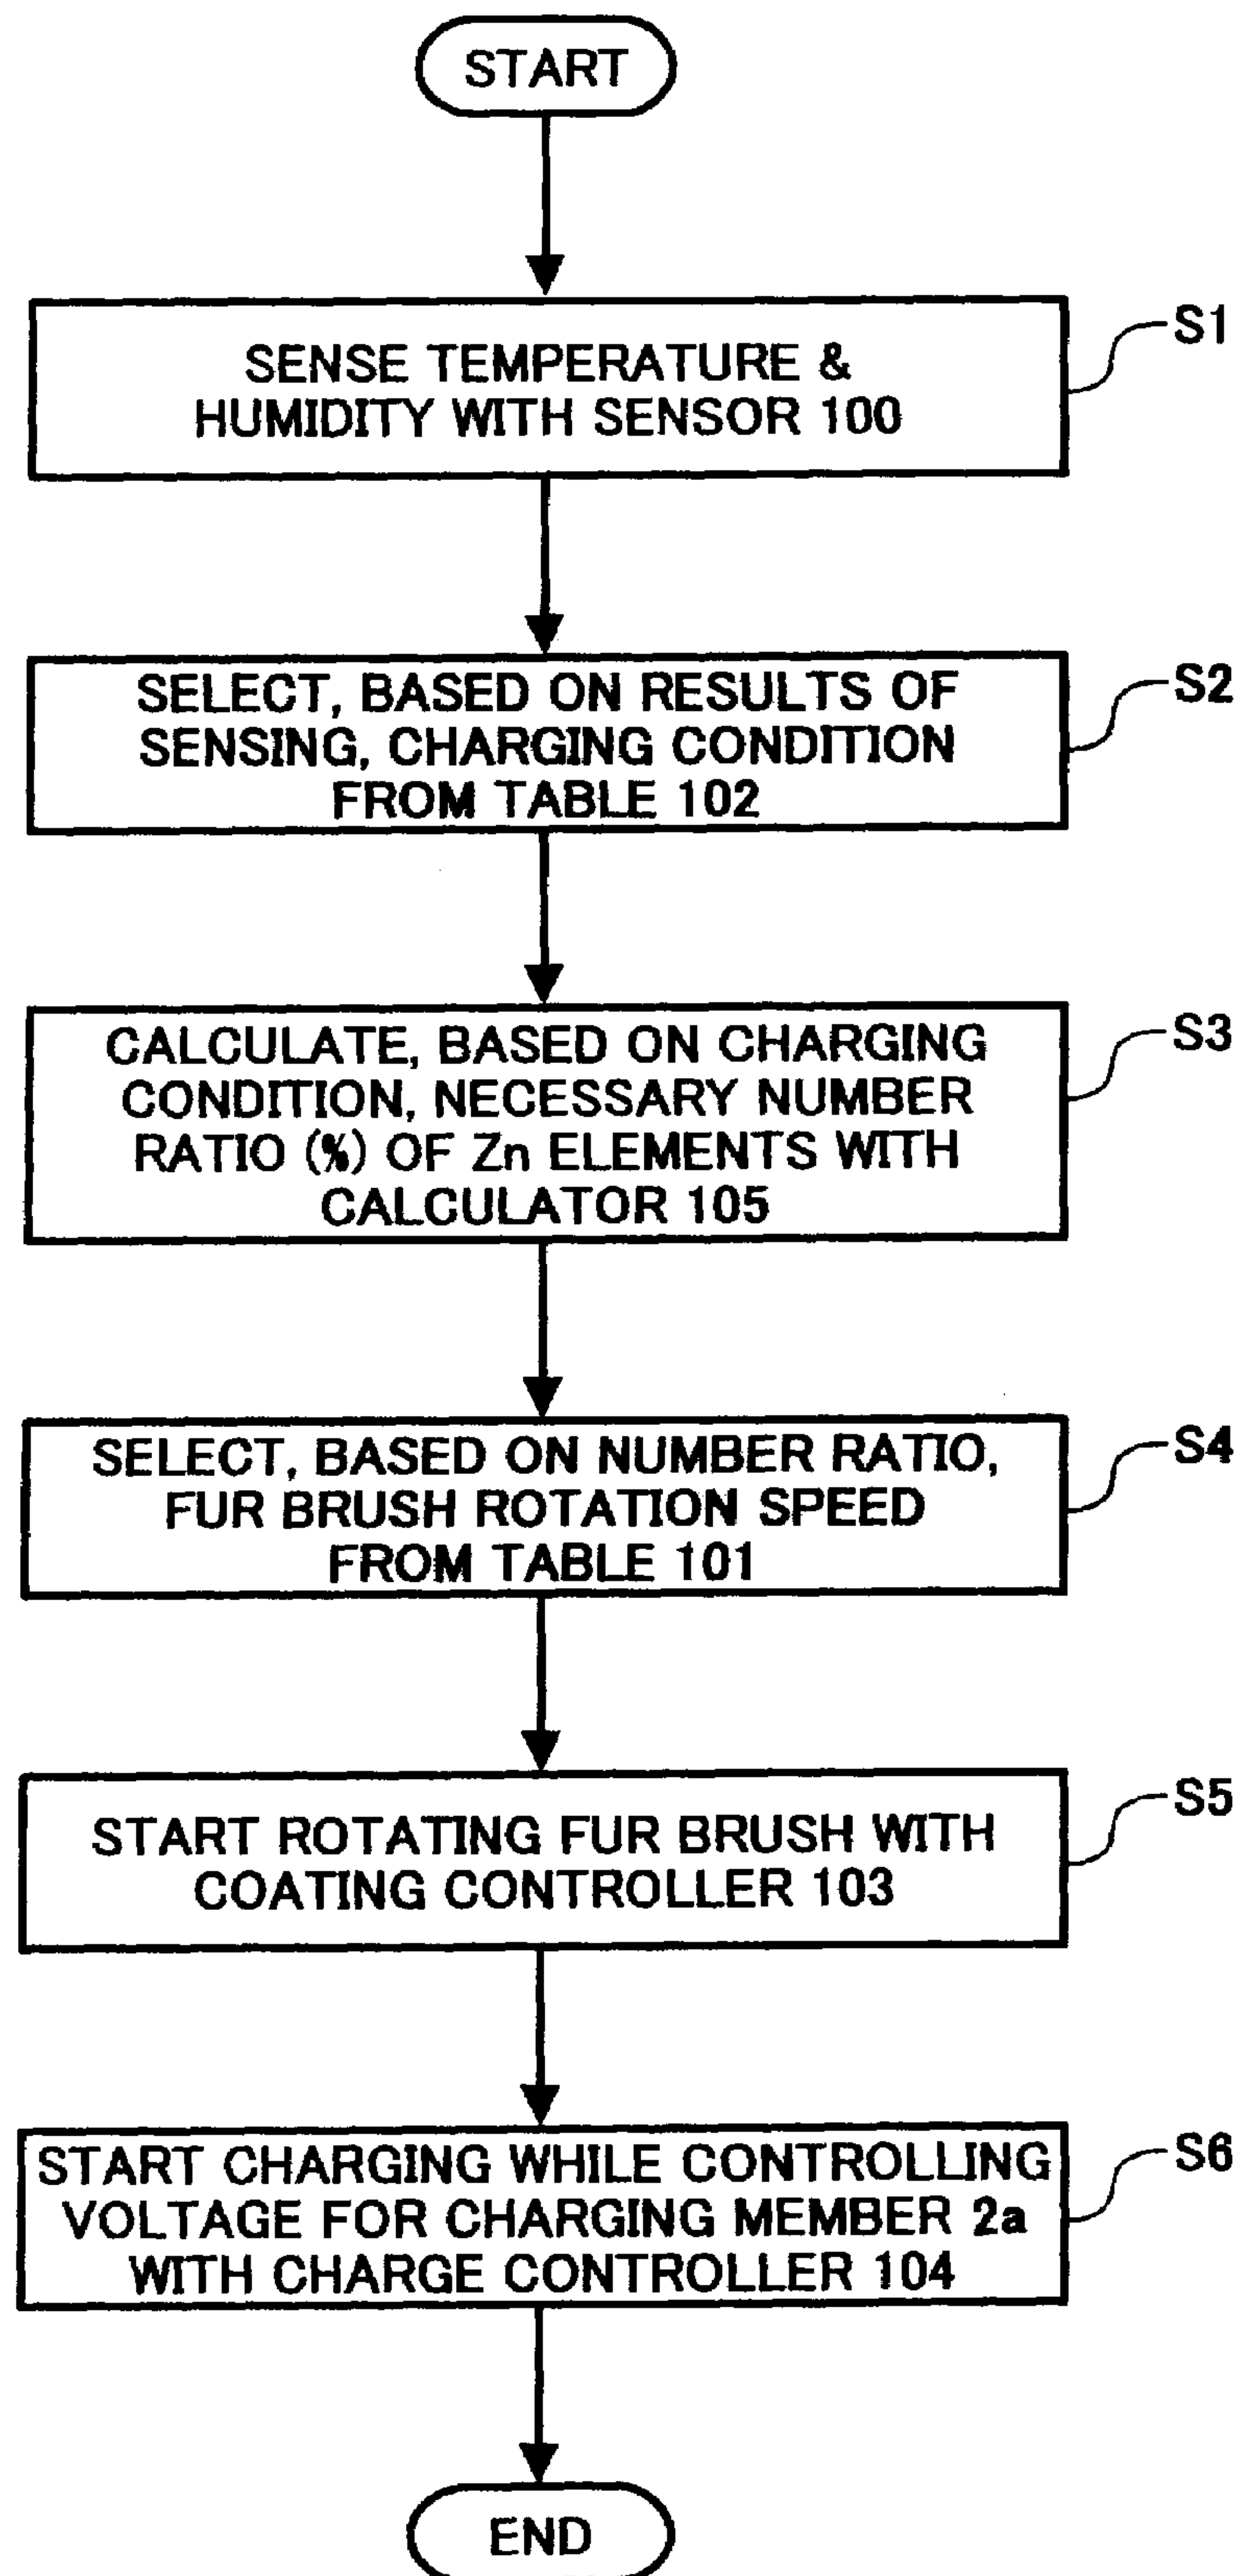 START
SENSE TEMPERATURE &
HUMIDITY WITH SENSOR 100
S1
SELECT, BASED ON RESULTS OF
SENSING, CHARGING CONDITION
FROM TABLE 102
S2
CALCULATE, BASED ON CHARGING
CONDITION, NECESSARY NUMBER
RATIO (%) OF Zn ELEMENTS WITH
CALCULATOR 105
S3
SELECT, BASED ON NUMBER RATIO,
FUR BRUSH ROTATION SPEED
FROM TABLE 101
S4
START ROTATING FUR BRUSH WITH
COATING CONTROLLER 103
S5
START CHARGING WHILE CONTROLLING
VOLTAGE FOR CHARGING MEMBER 2a
WITH CHARGE CONTROLLER 104
S6
END